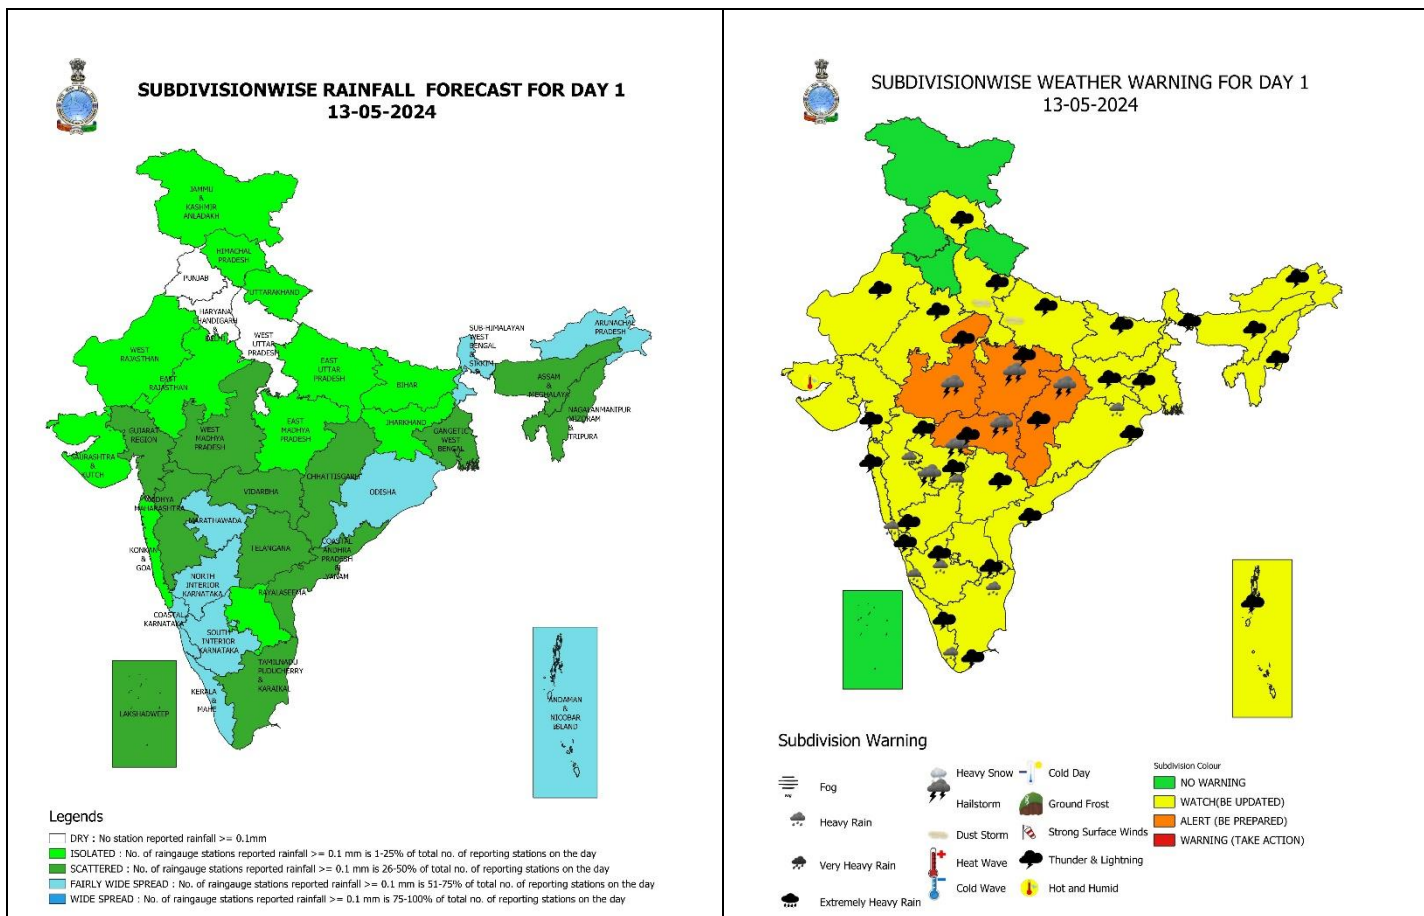 SUBDIVISIONWISE RAINFALL FORECAST FOR DAY 1
13-05-2024
JAMMU
&
KASHMIR
ANLADAKH
HIMACHAL
PRADESH
PUNJAB
UTTARAKHAND
HARYANA
CHANDIGARH
&
DELHI
WEST
UTTAR
PRADESH
WEST
RAJASTHAN
EAST
RAJASTHAN
EAST
UTTAR
PRADESH
BIHAR
SUB-HIMALAYAN
WEST
BENGAL
&
SIKKIM
ARUNACHAL
PRADESH
ASSAM
&
MEGHALAYA
NAGALANMANIPUR
MIZORAM
&
TRIPURA
JHARKHAND
GANGETIC
WEST
BENGAL
GUJARAT
REGION
WEST
MADHYA
PRADESH
EAST
MADHYA
PRADESH
SAURASHTRA
&
KUTCH
CHHATTISGARH
ODISHA
VIDARBHA
MADHYA
MAHARASHTRA
MARATHAWADA
KONKAN
&
GOA
TELANGANA
COASTAL
ANDHRA
PRADESH
&
YANAM
NORTH
INTERIOR
KARNATAKA
RAYALASEEMA
COASTAL
KARNATAKA
SOUTH
INTERIOR
KARNATAKA
TAMILNADU
PUDUCHERRY
&
KARAIKAL
KERALA
&
MAHE
LAKSHADWEEP
ANDAMAN
&
NICOBAR
ISLAND
Legends
DRY : No station reported rainfall >= 0.1mm
ISOLATED : No. of raingauge stations reported rainfall >= 0.1 mm is 1-25% of total no. of reporting stations on the day
SCATTERED : No. of raingauge stations reported rainfall >= 0.1 mm is 26-50% of total no. of reporting stations on the day
FAIRLY WIDE SPREAD : No. of raingauge stations reported rainfall >= 0.1 mm is 51-75% of total no. of reporting stations on the day
WIDE SPREAD : No. of raingauge stations reported rainfall >= 0.1 mm is 75-100% of total no. of reporting stations on the day
SUBDIVISIONWISE WEATHER WARNING FOR DAY 1
13-05-2024
Subdivision Warning
Fog
Heavy Rain
Very Heavy Rain
Extremely Heavy Rain
Heavy Snow
Hailstorm
Dust Storm
Heat Wave
Cold Wave
Cold Day
Ground Frost
Strong Surface Winds
Thunder & Lightning
Hot and Humid
Subdivision Colour
NO WARNING
WATCH(BE UPDATED)
ALERT (BE PREPARED)
WARNING (TAKE ACTION)